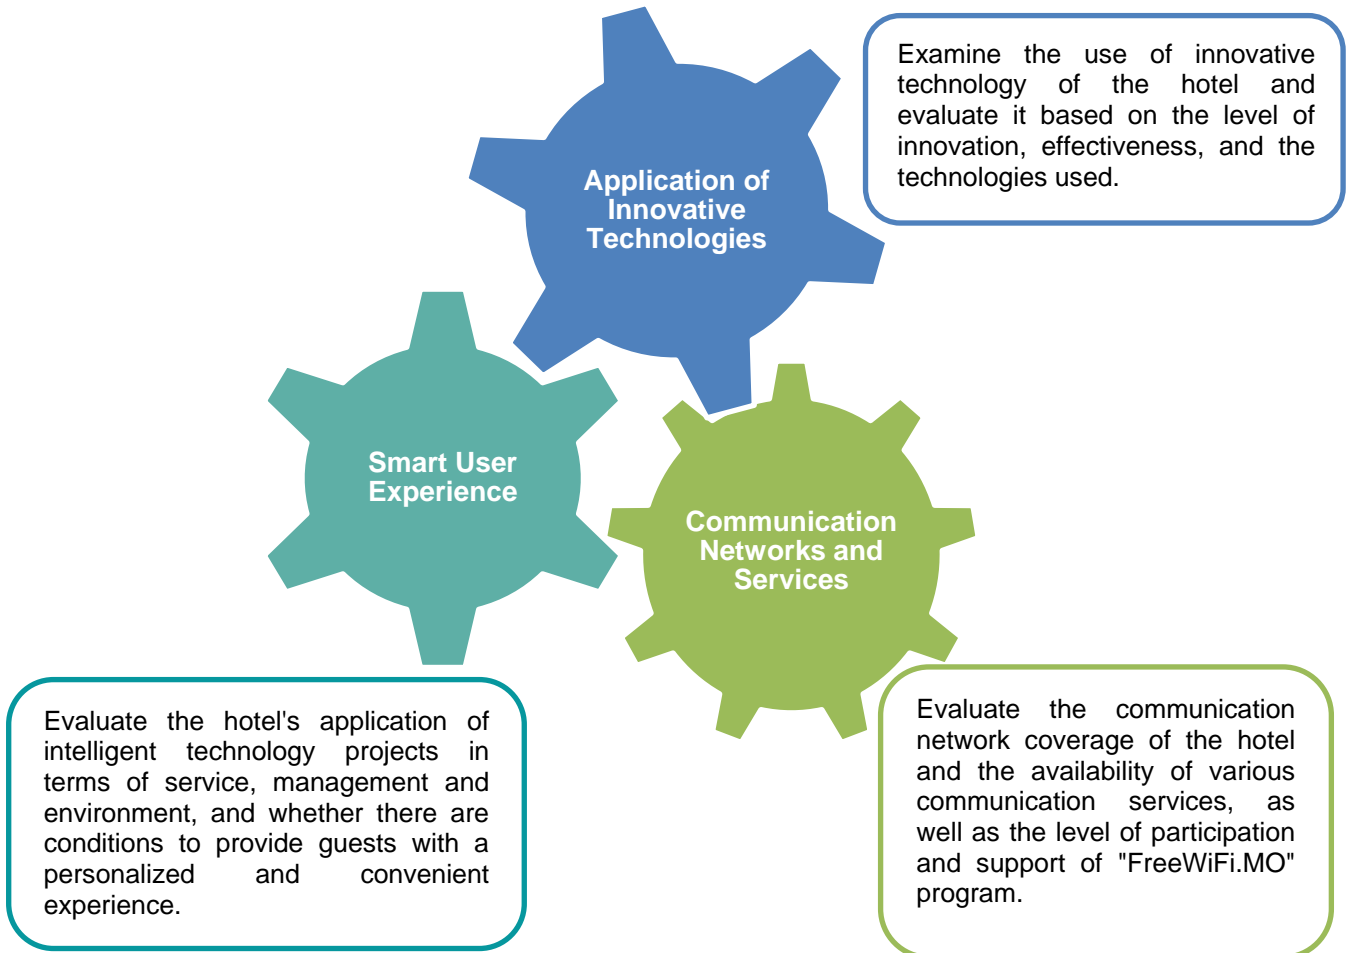 Examine the use of innovative
technology of the hotel and
evaluate it based on the level of
innovation, effectiveness, and the
technologies used.
Application of
Innovative
Technologies
Smart User
Experience
Communication
Networks and
Services
Evaluate the hotel's application of
intelligent technology projects in
terms of service, management and
environment, and whether there are
conditions to provide guests with a
personalized and convenient
experience.
Evaluate the communication
network coverage of the hotel
and the availability of various
communication services, as
well as the level of participation
and support of "FreeWiFi.MO"
program.